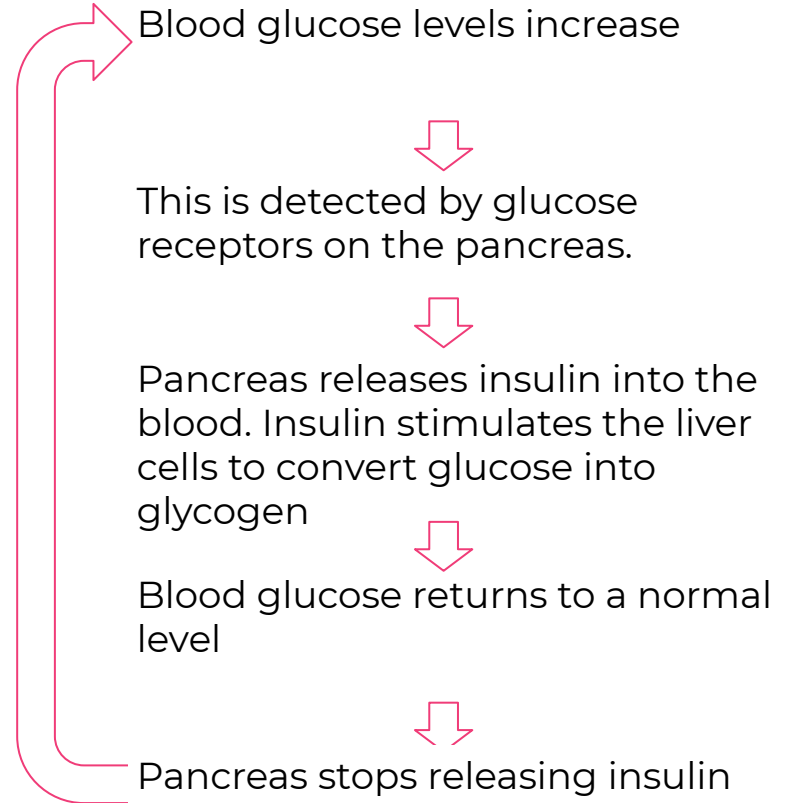 Blood glucose levels increase
This is detected by glucose
receptors on the pancreas.
Pancreas releases insulin into the
blood. Insulin stimulates the liver
cells to convert glucose into
glycogen
Blood glucose returns to a normal
level
Pancreas stops releasing insulin